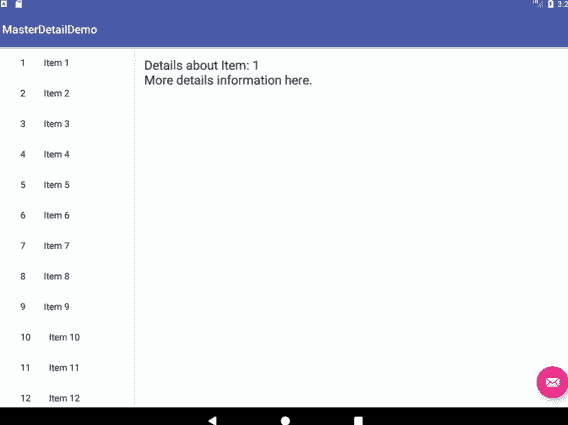 3:2
MasterDetailDemo
1 Item 1
2 Item 2
3 Item 3
4 Item 4
5 Item 5
6 Item 6
7 Item 7
8 Item 8
9 Item 9
10 Item 10
11 Item 11
12 Item 12
Details about Item: 1
More details information here.